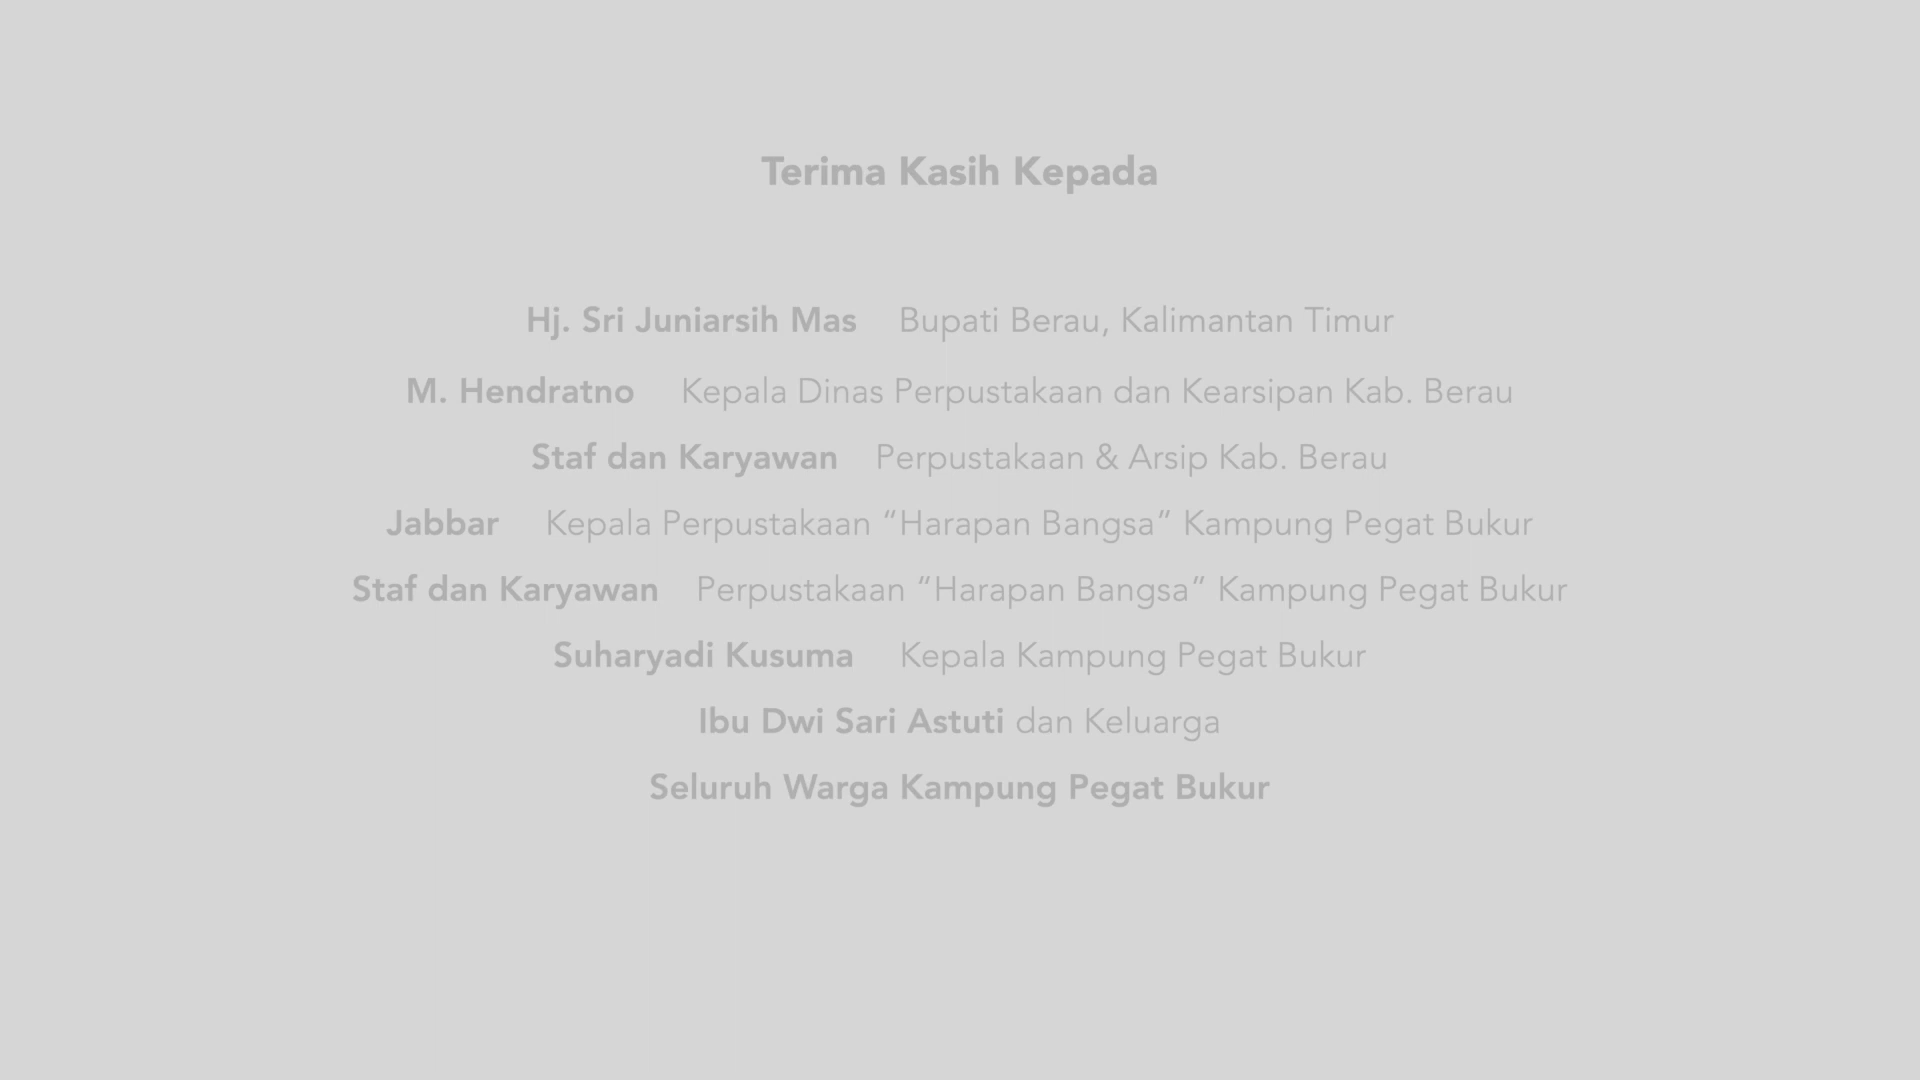 Terima Kasih Kepada
Hj. Sri Juniarsih Mas Bupati Berau, Kalimantan Timur
M. Hendratno Kepala Dinas Perpustakaan dan Kearsipan Kab. Berau
Staf dan Karyawan Perpustakaan & Arsip Kab. Berau
Jabbar Kepala Perpustakaan “Harapan Bangsa” Kampung Pegat Bukur
Staf dan Karyawan Perpustakaan “Harapan Bangsa” Kampung Pegat Bukur
Suharyadi Kusuma Kepala Kampung Pegat Bukur
Ibu Dwi Sari Astuti dan Keluarga
Seluruh Warga Kampung Pegat Bukur